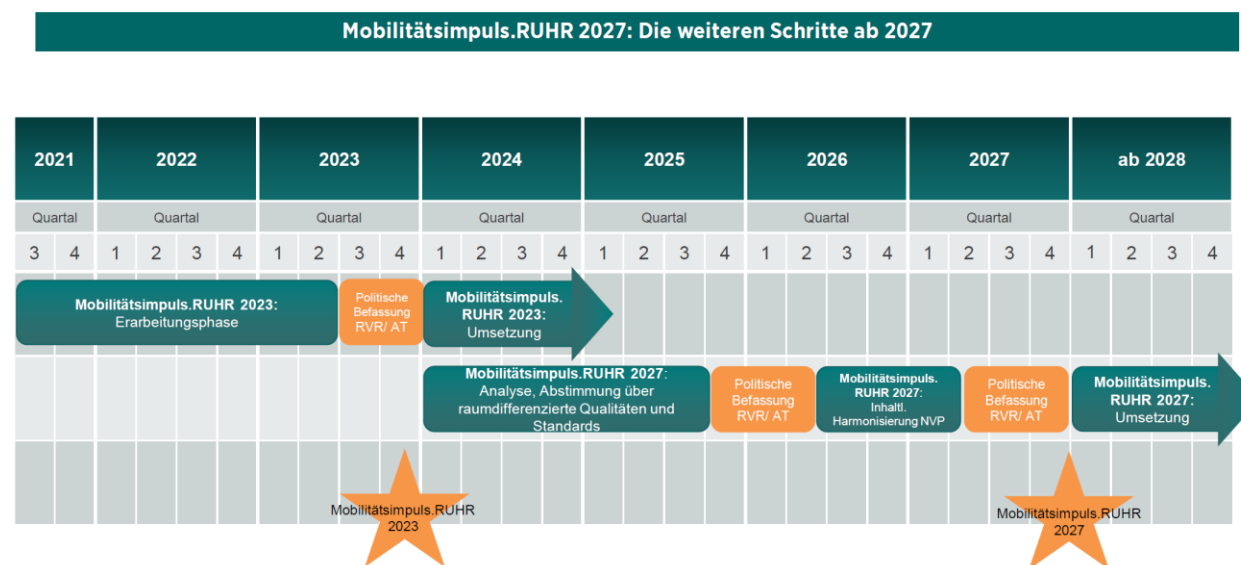 Mobilitätsimpuls.RUHR 2027: Die weiteren Schritte ab 2027
2021 2022 2023 2024 2025 2026 2027 ab 2028
Quartal Quartal Quartal Quartal Quartal Quartal Quartal Quartal
3 4 1 2 3 4 1 2 3 4 1 2 3 4 1 2 3 4 1 2 3 4 1 2 3 4 1 2 3 4
Mobilitätsimpuls.RUHR 2023:
Erarbeitungsphase
Politische
Befassung
RVR/ AT
Mobilitätsimpuls.
RUHR 2023:
Umsetzung
Mobilitätsimpuls.RUHR 2027:
Analyse, Abstimmung über
raumdifferenzierte Qualitäten und
Standards
Politische
Befassung
RVR/ AT
Mobilitätsimpuls.
RUHR 2027:
Inhaltl.
Harmonisierung NVP
Politische
Befassung
RVR/ AT
Mobilitätsimpuls.
RUHR 2027:
Umsetzung
Mobilitätsimpuls.RUHR
2023
Mobilitätsimpuls.RUHR
2027